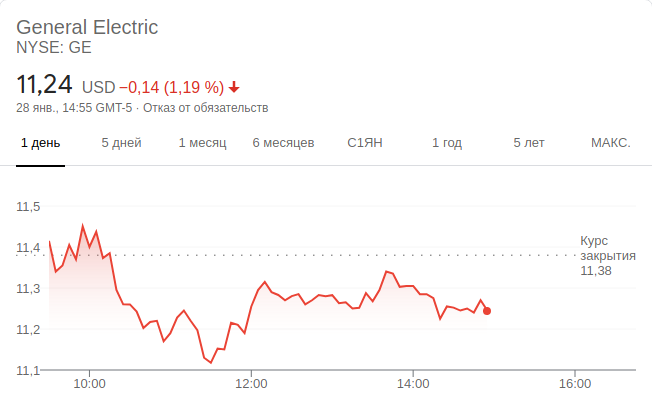 General Electric
NYSE: GE
11,24 USD −0,14 (1,19 %)
28 янв., 14:55 GMT-5 · Отказ от обязательств
1 день 5 дней 1 месяц 6 месяцев С1ЯН 1 год 5 лет МАКС.
11,5
11,4
Курс
закрытия
11,38
11,3
11,2
11,1
10:00 12:00 14:00 16:00